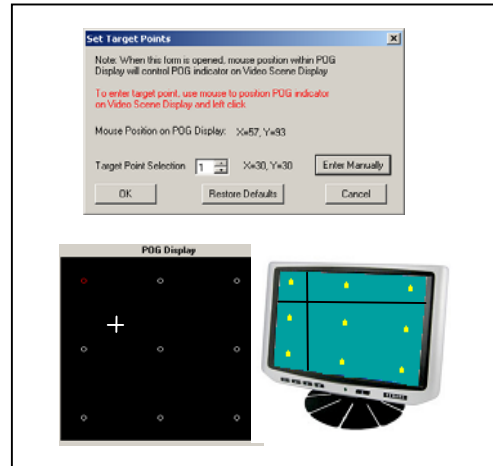 Set Target Points
Note: When this form is opened, mouse position within POG
Display will control POG indicator on Video Scene Display
To enter target point, use mouse to position POG indicator
on Video Scene Display and left click
Mouse Position on POG Display: X=57, Y=93
Target Point Selection 1 X=30, Y=30 Enter Manually
OK Restore Defaults Cancel
POG Display